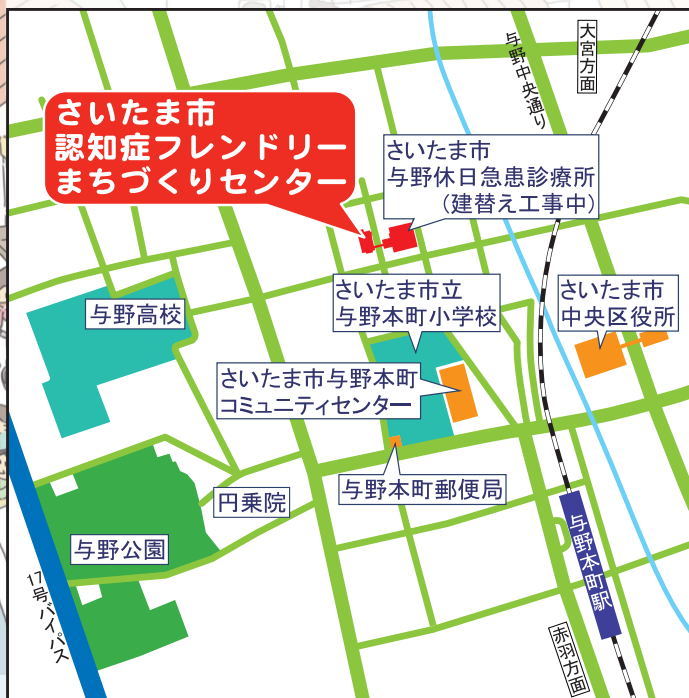 大宮方面
与野中央通り
さいたま市
認知症フレンドリー
まちづくりセンター
さいたま市
与野休日急患診療所
（建替え工事中）
さいたま市立
与野本町小学校
さいたま市
中央区役所
与野高校
さいたま市与野本町
コミュニティセンター
与野本町郵便局
円乗院
与野公園
与野本町駅
17号バイパス
赤羽方面